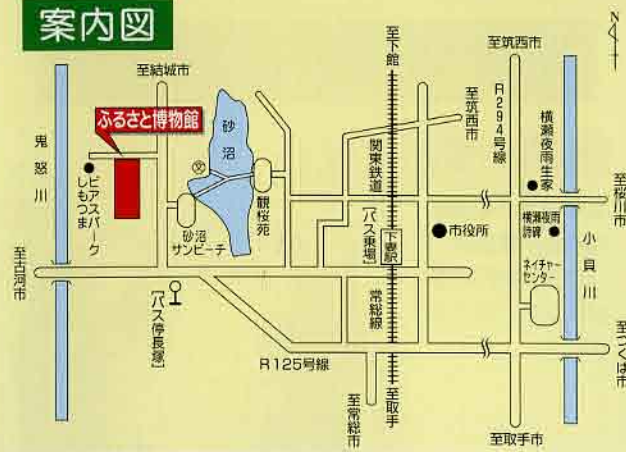 案内図
N
至結城市
至下館
至筑西市
至筑西市
R294号線
横瀬夜雨生家
ふるさと博物館
砂沼
鬼怒川
ビアスパークしもつま
観桜苑
砂沼
サンビーチ
関東鉄道
[バス東場]
下妻駅
市役所
横瀬夜雨
詩碑
至桜川市
小貝川
ネイチャー
センター
至古河市
[バス停長塚]
常総線
R125号線
至つくば市
至常総市
至取手
至取手市